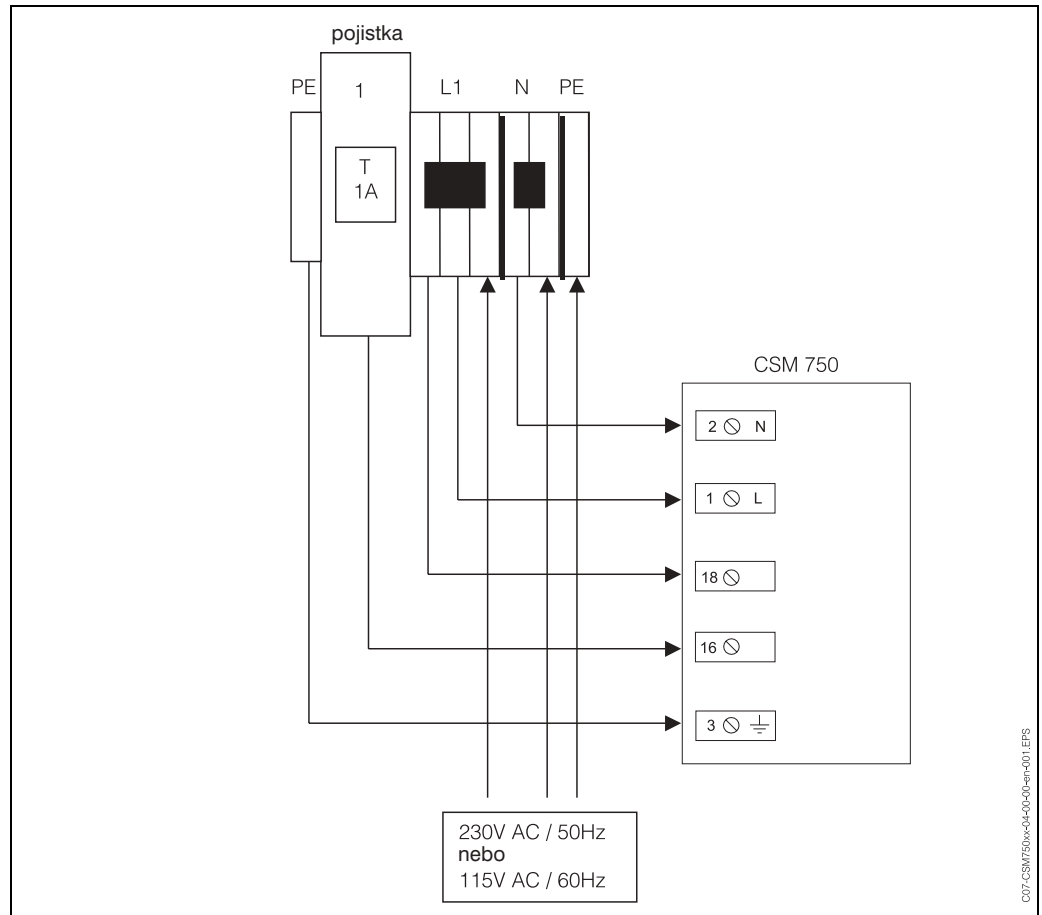 pojistka
PE
1
L1
N
PE
T
1A
CSM 750
2 N
1 L
18
16
3
230V AC / 50Hz
nebo
115V AC / 60Hz
C07-CSM750xx-04-00-00-en-001.EPS